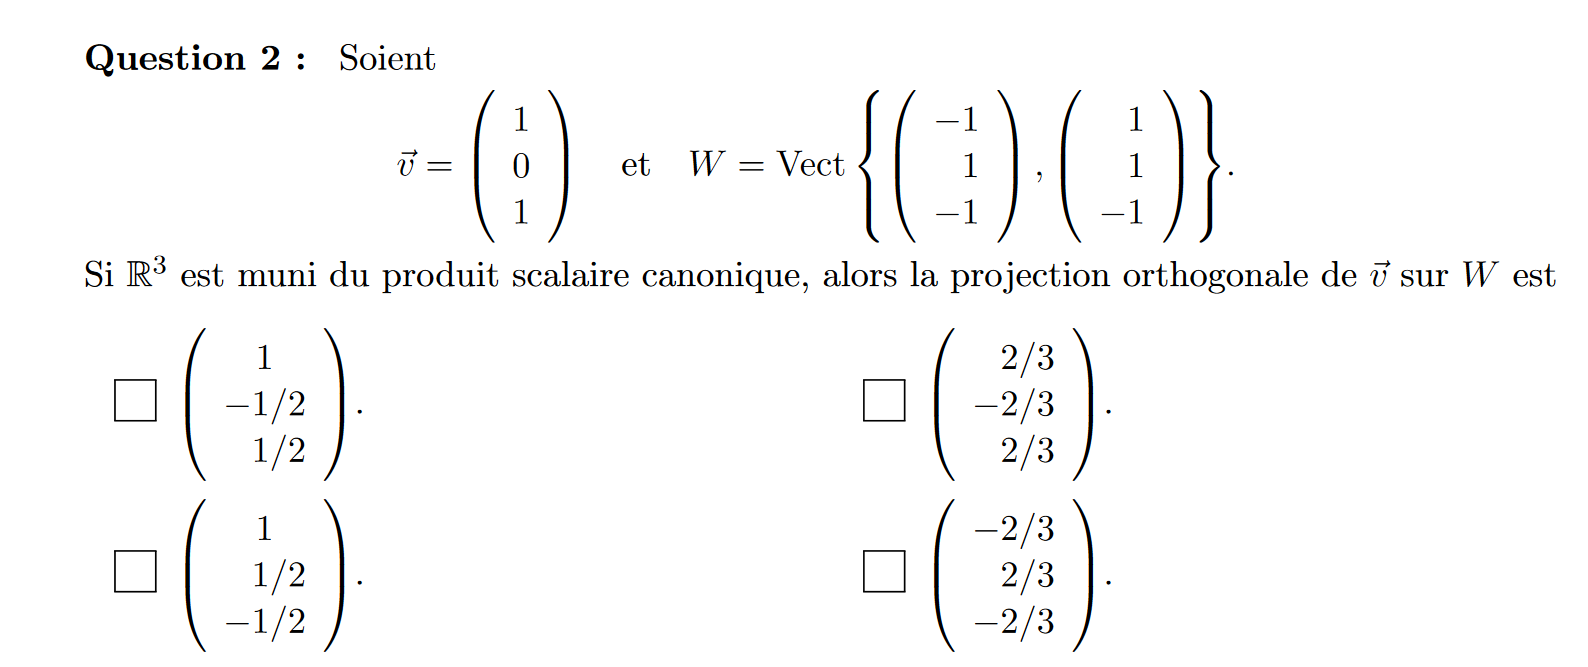 Question 2 : Soient
$\vec{v} = \begin{pmatrix} 1 \\ 0 \\ 1 \end{pmatrix}$ et $W = \text{Vect} \left\{ \begin{pmatrix} -1 \\ 1 \\ -1 \end{pmatrix}, \begin{pmatrix} 1 \\ 1 \\ -1 \end{pmatrix} \right\}.$
Si $\mathbb{R}^3$ est muni du produit scalaire canonique, alors la projection orthogonale de $\vec{v}$ sur $W$ est
☐ $\begin{pmatrix} 1 \\ -1/2 \\ 1/2 \end{pmatrix}.$ ☐ $\begin{pmatrix} 2/3 \\ -2/3 \\ 2/3 \end{pmatrix}.$
☐ $\begin{pmatrix} 1 \\ 1/2 \\ -1/2 \end{pmatrix}.$ ☐ $\begin{pmatrix} -2/3 \\ 2/3 \\ -2/3 \end{pmatrix}.$